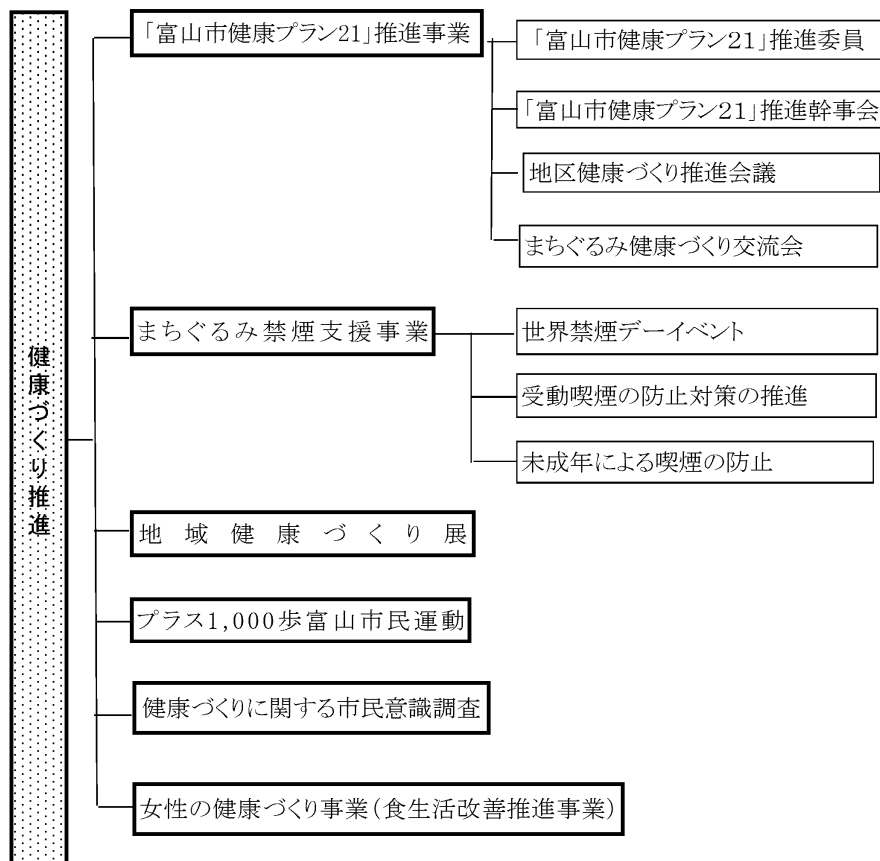 健康づくり推進
「富山市健康プラン21」推進事業
「富山市健康プラン21」推進委員
「富山市健康プラン21」推進幹事会
地区健康づくり推進会議
まちぐるみ健康づくり交流会
まちぐるみ禁煙支援事業
世界禁煙デーイベント
受動喫煙の防止対策の推進
未成年による喫煙の防止
地域健康づくり展
プラス1,000歩富山市民運動
健康づくりに関する市民意識調査
女性の健康づくり事業(食生活改善推進事業)